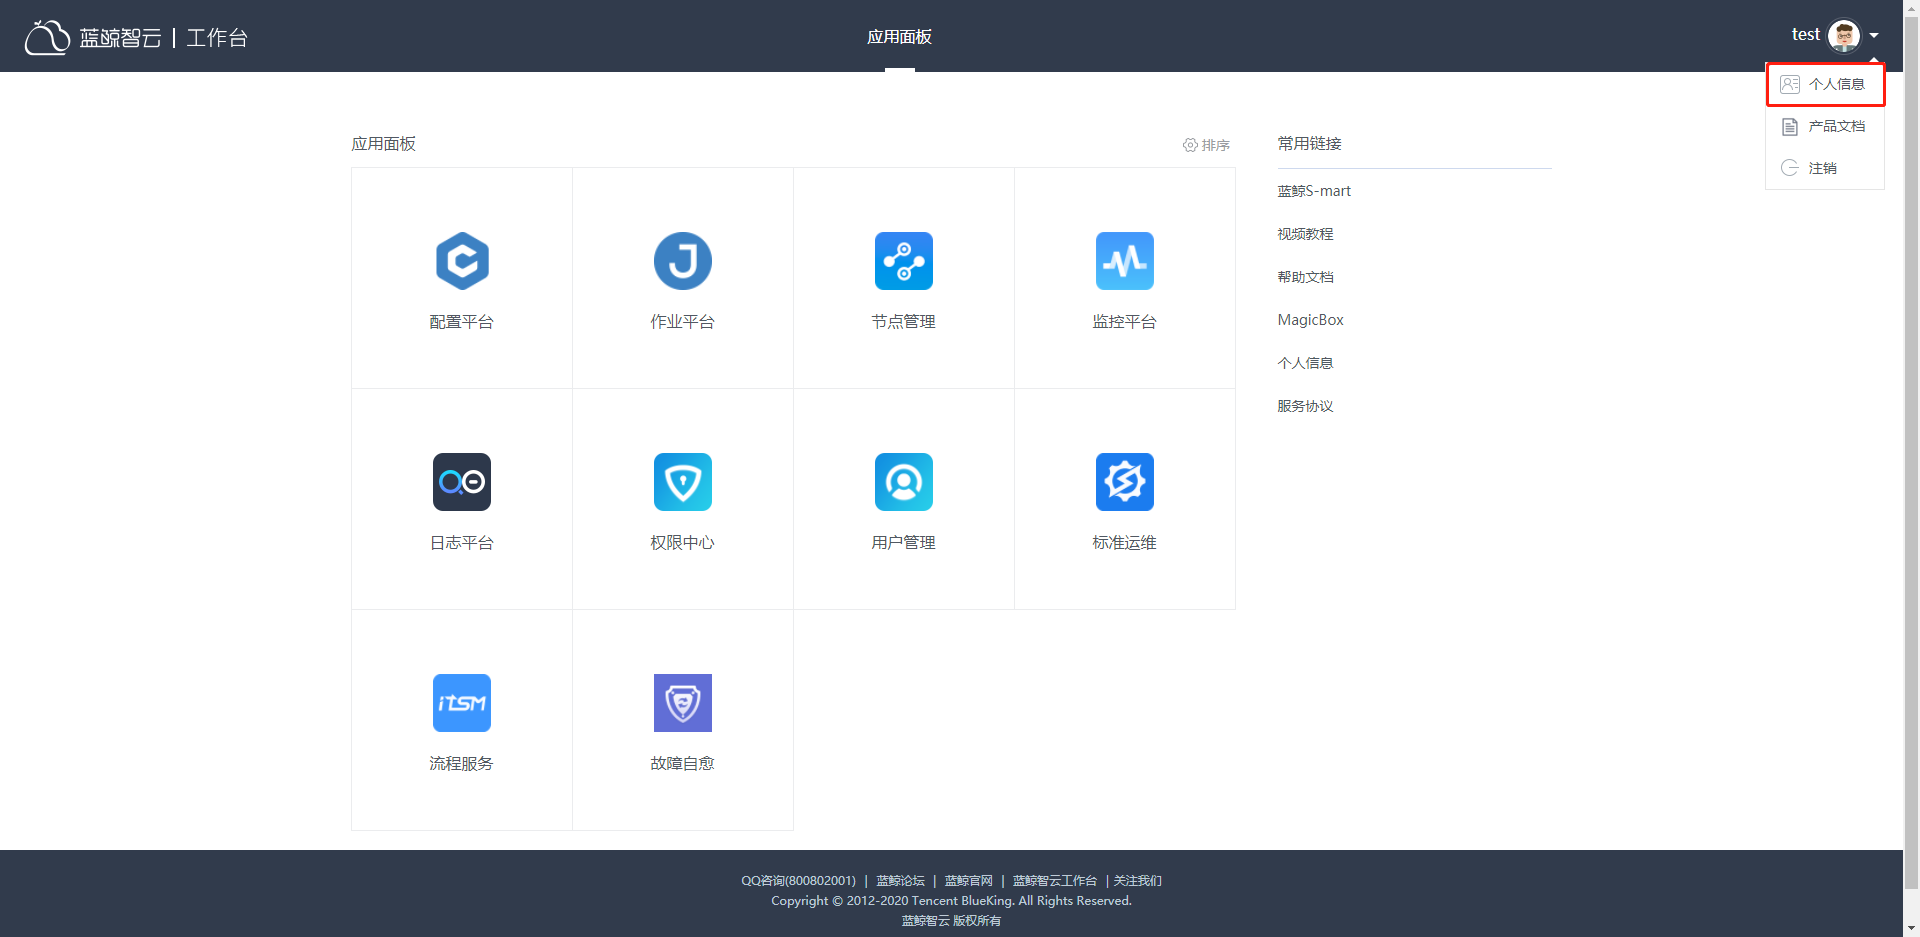 蓝鲸智云 | 工作台
应用面板
test
个人信息
产品文档
注销
应用面板
排序
配置平台
作业平台
节点管理
监控平台
日志平台
权限中心
用户管理
标准运维
iTSM
流程服务
故障自愈
常用链接
蓝鲸S-mart
视频教程
帮助文档
MagicBox
个人信息
服务协议
QQ咨询(800802001) | 蓝鲸论坛 | 蓝鲸官网 | 蓝鲸智云工作台 | 关注我们
Copyright © 2012-2020 Tencent BlueKing. All Rights Reserved.
蓝鲸智云 版权所有